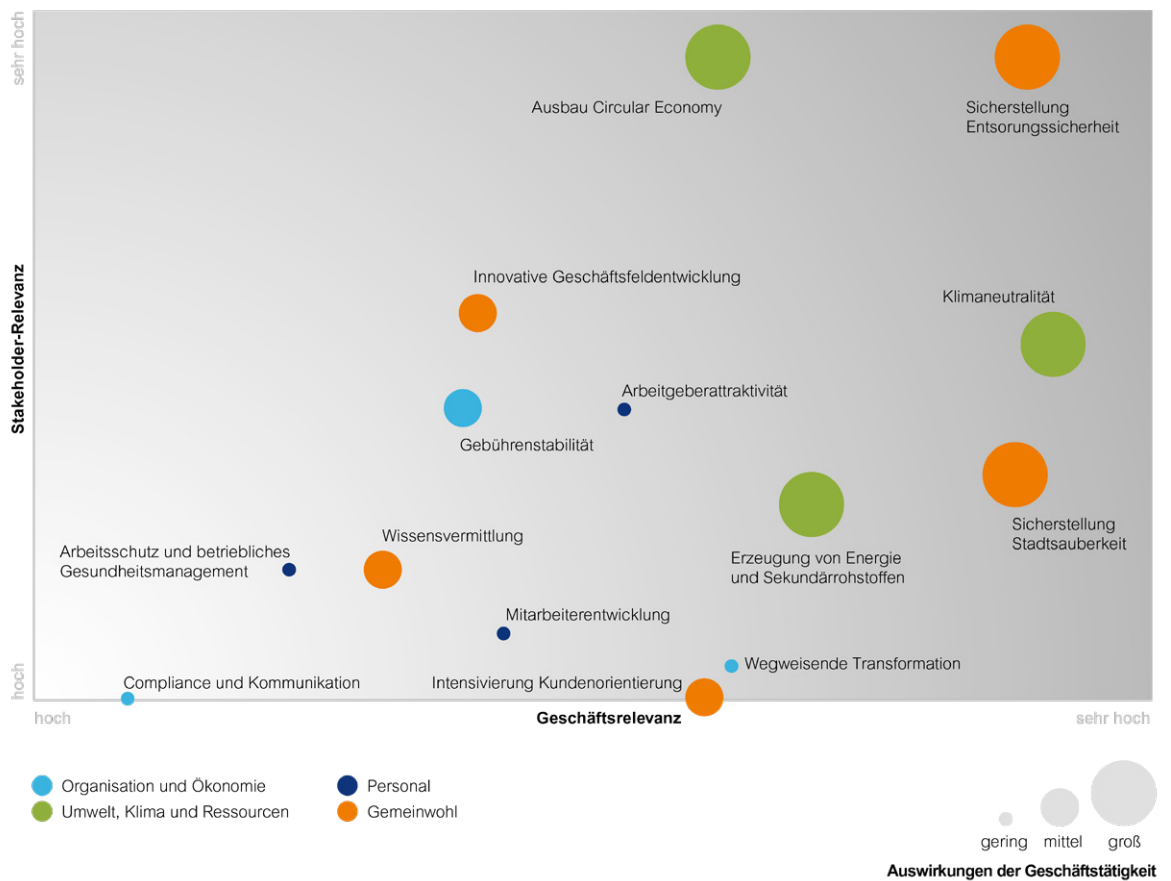 sehr hoch
Ausbau Circular Economy
Sicherstellung
Entsorungssicherheit
Innovative Geschäftsfeldentwicklung
Klimaneutralität
Stakeholder-Relevanz
Arbeitgeberattraktivität
Gebührenstabilität
Sicherstellung
Stadtsauberkeit
Wissensvermittlung
Arbeitsschutz und betriebliches
Gesundheitsmanagement
Erzeugung von Energie
und Sekundärrohstoffen
Mitarbeiterentwicklung
Wegweisende Transformation
Compliance und Kommunikation
Intensivierung Kundenorientierung
hoch
hoch
Geschäftsrelevanz
sehr hoch
Organisation und Ökonomie
Personal
Umwelt, Klima und Ressourcen
Gemeinwohl
gering
mittel
groß
Auswirkungen der Geschäftstätigkeit